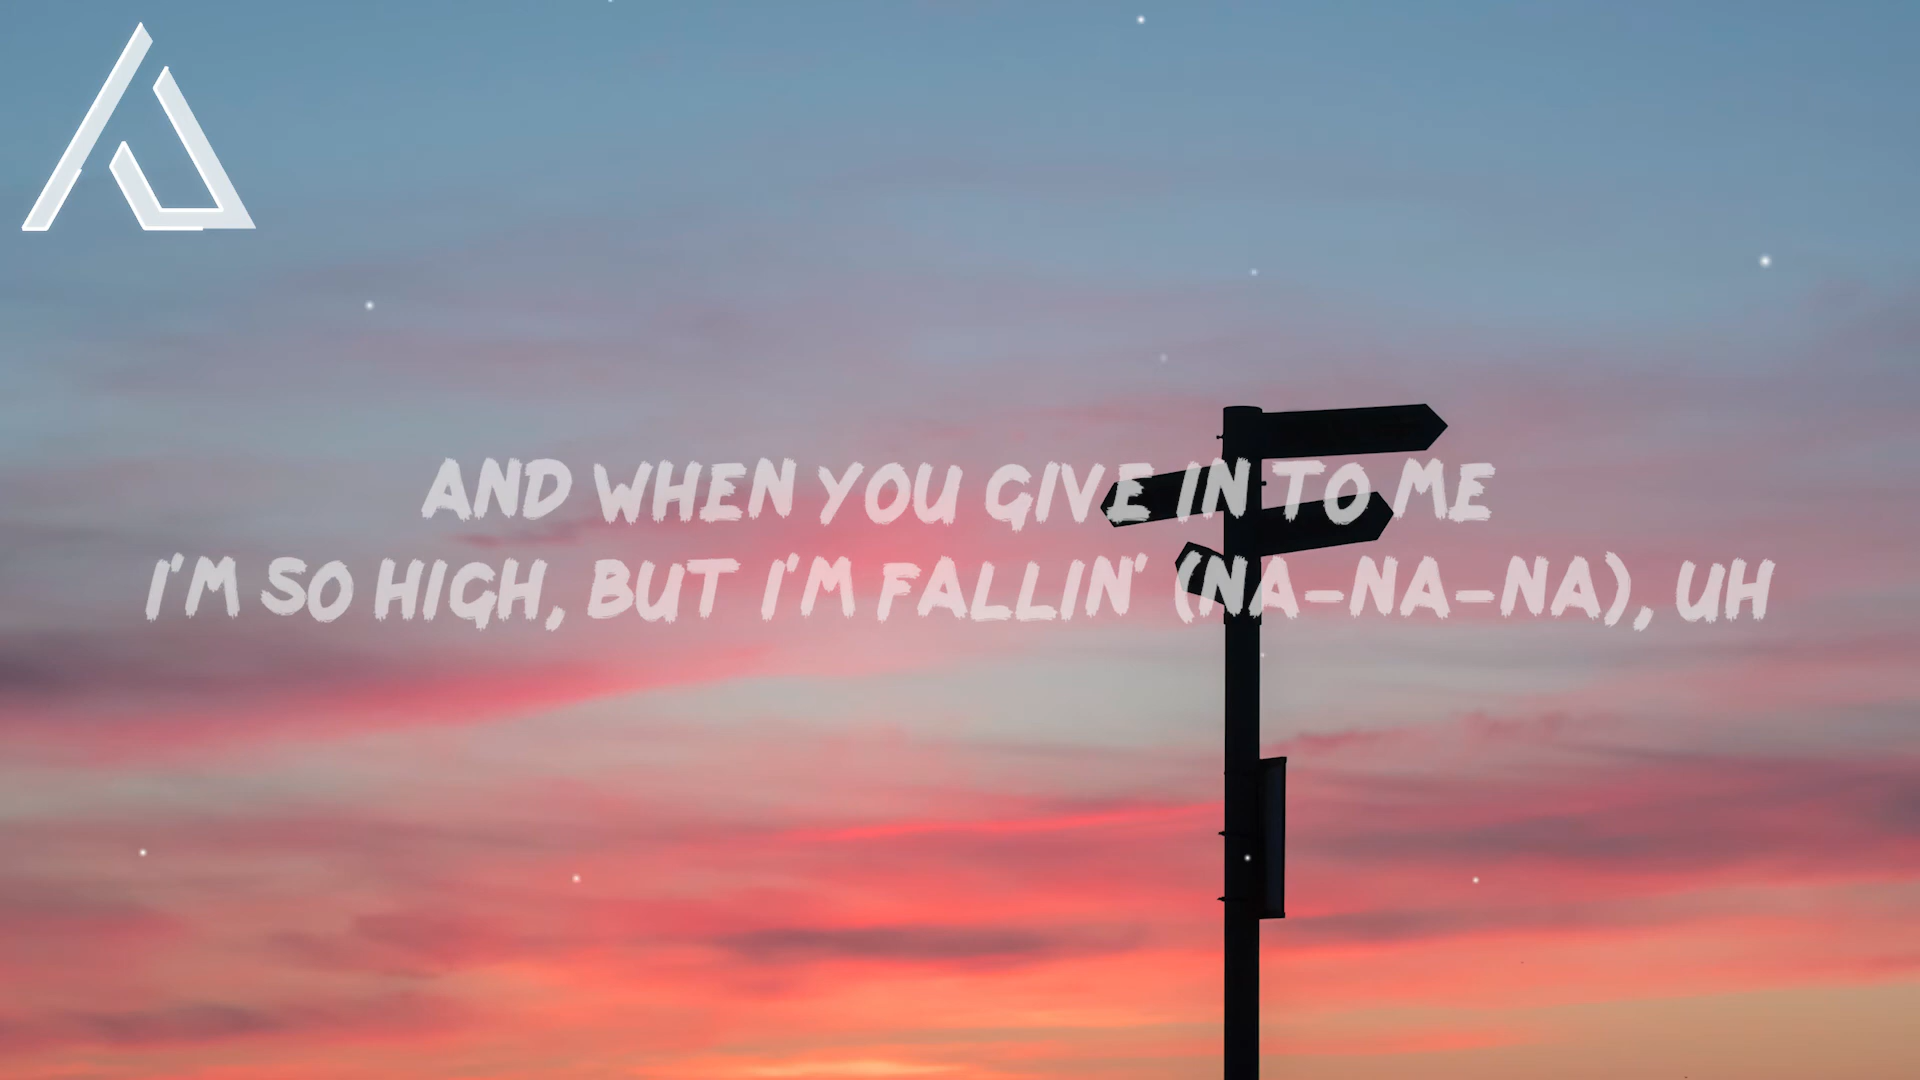 AND WHEN YOU GIVE IN TO ME
I'M SO HIGH, BUT I'M FALLIN' (NA-NA-NA), UH